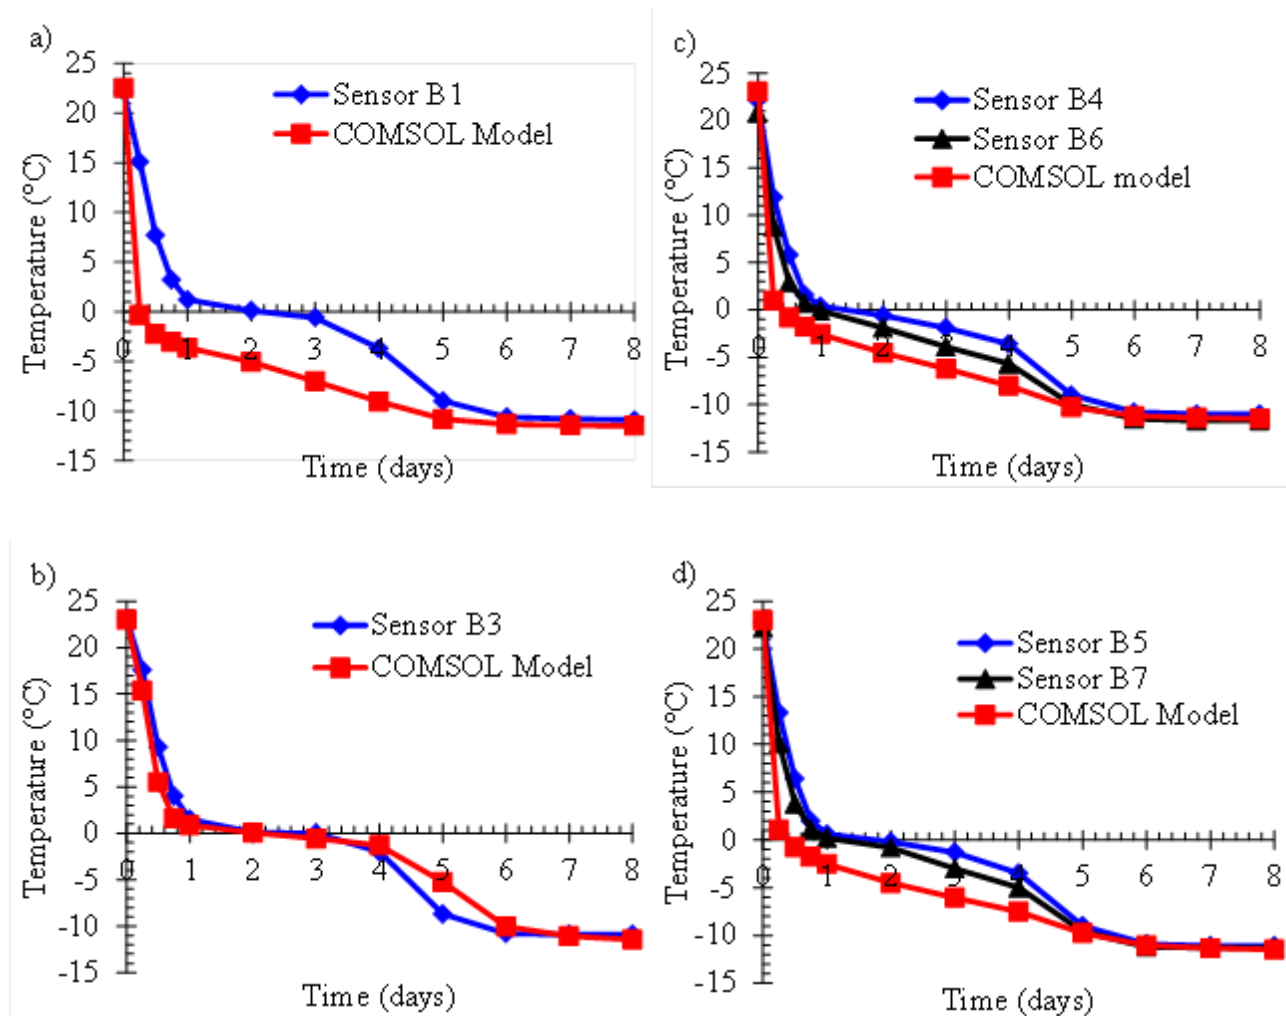 a)
25
20
15
10
5
0
-5
-10
-15
Temperature (°C)
Sensor B1
COMSOL Model
0 1 2 3 4 5 6 7 8
Time (days)
c)
25
20
15
10
5
0
-5
-10
-15
Temperature (°C)
Sensor B4
Sensor B6
COMSOL model
0 1 2 3 4 5 6 7 8
Time (days)
b)
25
20
15
10
5
0
-5
-10
-15
Temperature (°C)
Sensor B3
COMSOL Model
0 1 2 3 4 5 6 7 8
Time (days)
d)
25
20
15
10
5
0
-5
-10
-15
Temperature (°C)
Sensor B5
Sensor B7
COMSOL Model
0 1 2 3 4 5 6 7 8
Time (days)